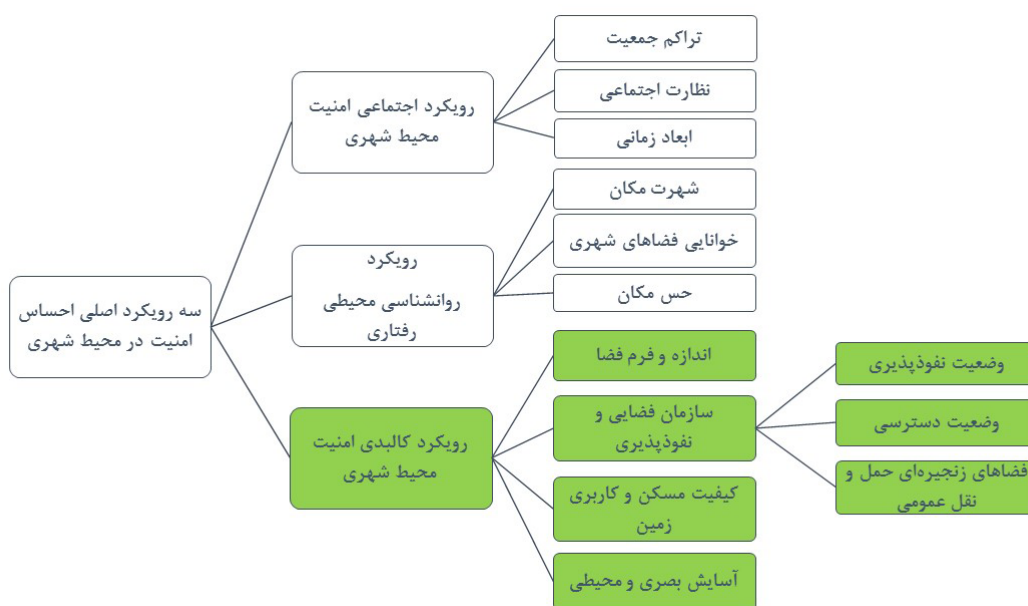 سه رویکرد اصلی احساس
امنیت در محیط شهری
رویکرد اجتماعی امنیت
محیط شهری
تراکم جمعیت
نظارت اجتماعی
ابعاد زمانی
رویکرد
روانشناسی محیطی
رفتاری
شهرت مکان
خوانایی فضاهای شهری
حس مکان
رویکرد کالبدی امنیت
محیط شهری
اندازه و فرم فضا
سازمان فضایی و
نفوذپذیری
کیفیت مسکن و کاربری
زمین
آسایش بصری و محیطی
وضعیت نفوذپذیری
وضعیت دسترسی
فضاهای زنجیره‌ای حمل و
نقل عمومی